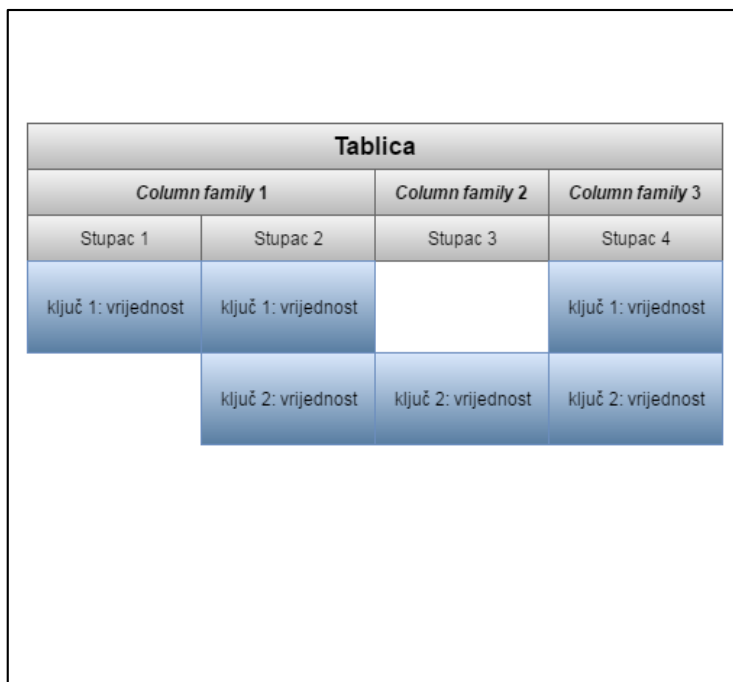 Tablica
Column family 1 Column family 2 Column family 3
Stupac 1 Stupac 2 Stupac 3 Stupac 4
ključ 1: vrijednost ključ 1: vrijednost ključ 1: vrijednost
ključ 2: vrijednost ključ 2: vrijednost ključ 2: vrijednost